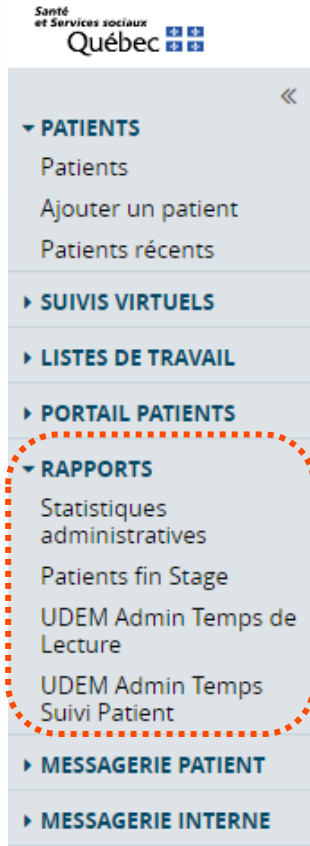 Santé
et Services sociaux
Québec
«
PATIENTS
Patients
Ajouter un patient
Patients récents
SUIVIS VIRTUELS
LISTES DE TRAVAIL
PORTAIL PATIENTS
RAPPORTS
Statistiques
administratives
Patients fin Stage
UDEM Admin Temps de
Lecture
UDEM Admin Temps
Suivi Patient
MESSAGERIE PATIENT
MESSAGERIE INTERNE